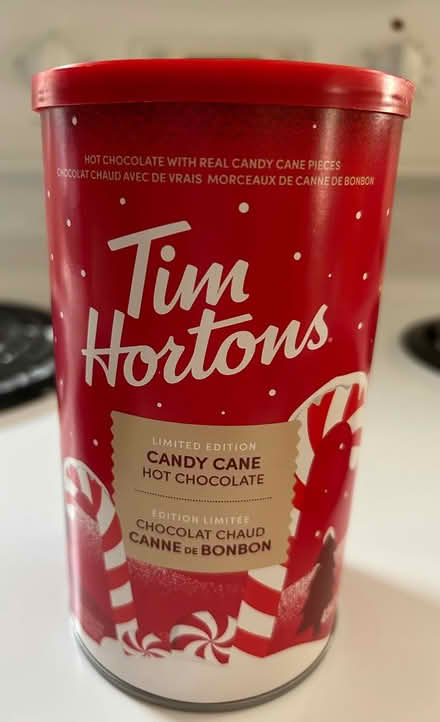 HOT CHOCOLATE WITH REAL CANDY CANE PIECES
CHOCOLAT CHAUD AVEC DE VRAIS MORCEAUX DE CANNE DE BONBON
Tim
Hortons
LIMITED EDITION
CANDY CANE
HOT CHOCOLATE
ÉDITION LIMITÉE
CHOCOLAT CHAUD
CANNE DE BONBON